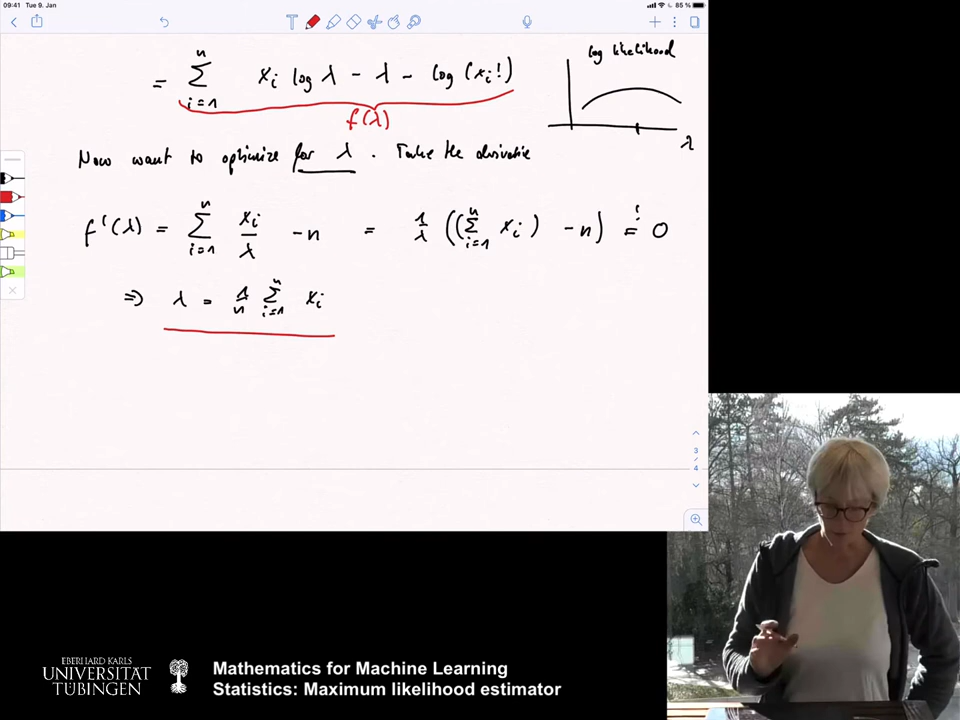 09:41 Tue 9. Jan
85 %
log likelihood
= Σ_{i=1}^{n} x_i log λ − λ − log (x_i!)
f(λ)
λ
Now want to optimize for λ . Take the derivative
f'(λ) = Σ_{i=1}^{n} x_i/λ − n = 1/λ ((Σ_{i=1}^{n} x_i) − n) =! 0
⇒ λ = 1/n Σ_{i=1}^{n} x_i
3
4
EBERHARD KARLS
UNIVERSITÄT
TÜBINGEN
Mathematics for Machine Learning
Statistics: Maximum likelihood estimator